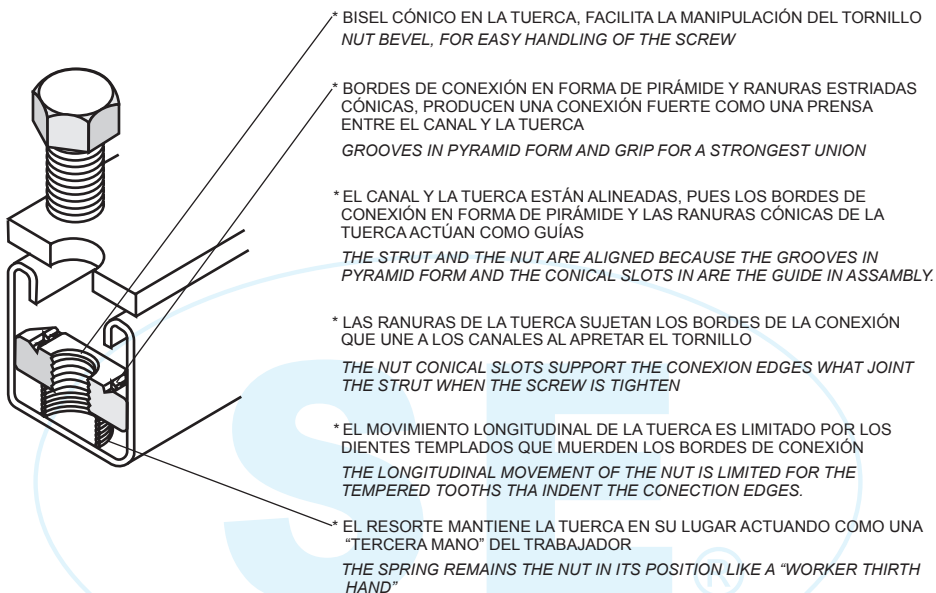 * BISEL CÓNICO EN LA TUERCA, FACILITA LA MANIPULACIÓN DEL TORNILLO
NUT BEVEL, FOR EASY HANDLING OF THE SCREW
* BORDES DE CONEXIÓN EN FORMA DE PIRÁMIDE Y RANURAS ESTRIADAS
CÓNICAS, PRODUCEN UNA CONEXIÓN FUERTE COMO UNA PRENSA
ENTRE EL CANAL Y LA TUERCA
GROOVES IN PYRAMID FORM AND GRIP FOR A STRONGEST UNION
* EL CANAL Y LA TUERCA ESTÁN ALINEADAS, PUES LOS BORDES DE
CONEXIÓN EN FORMA DE PIRÁMIDE Y LAS RANURAS CÓNICAS DE LA
TUERCA ACTÚAN COMO GUÍAS
THE STRUT AND THE NUT ARE ALIGNED BECAUSE THE GROOVES IN
PYRAMID FORM AND THE CONICAL SLOTS IN ARE THE GUIDE IN ASSAMBLY.
* LAS RANURAS DE LA TUERCA SUJETAN LOS BORDES DE LA CONEXIÓN
QUE UNE A LOS CANALES AL APRETAR EL TORNILLO
THE NUT CONICAL SLOTS SUPPORT THE CONEXION EDGES WHAT JOINT
THE STRUT WHEN THE SCREW IS TIGHTEN
* EL MOVIMIENTO LONGITUDINAL DE LA TUERCA ES LIMITADO POR LOS
DIENTES TEMPLADOS QUE MUERDEN LOS BORDES DE CONEXIÓN
THE LONGITUDINAL MOVEMENT OF THE NUT IS LIMITED FOR THE
TEMPERED TOOTHS THA INDENT THE CONECTION EDGES.
* EL RESORTE MANTIENE LA TUERCA EN SU LUGAR ACTUANDO COMO UNA
“TERCERA MANO” DEL TRABAJADOR
THE SPRING REMAINS THE NUT IN ITS POSITION LIKE A “WORKER THIRTH
HAND”
SE
®